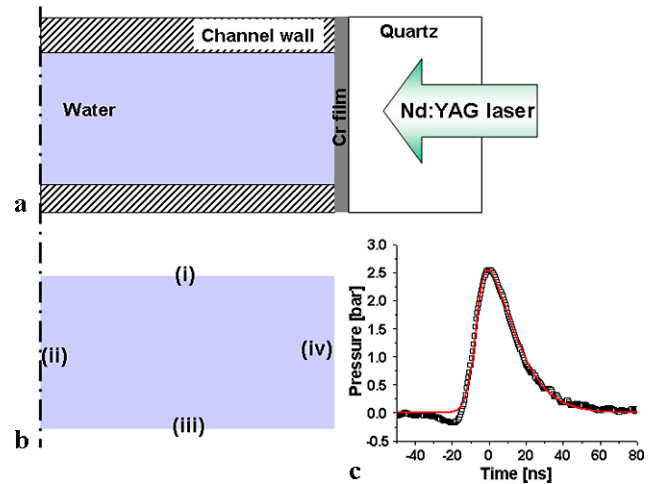 a
Channel wall
Quartz
Water
Cr film
Nd:YAG laser
b
(i)
(ii)
(iii)
(iv)
c
Pressure [bar]
3.0
2.5
2.0
1.5
1.0
0.5
0.0
-0.5
-40 -20 0 20 40 60 80
Time [ns]